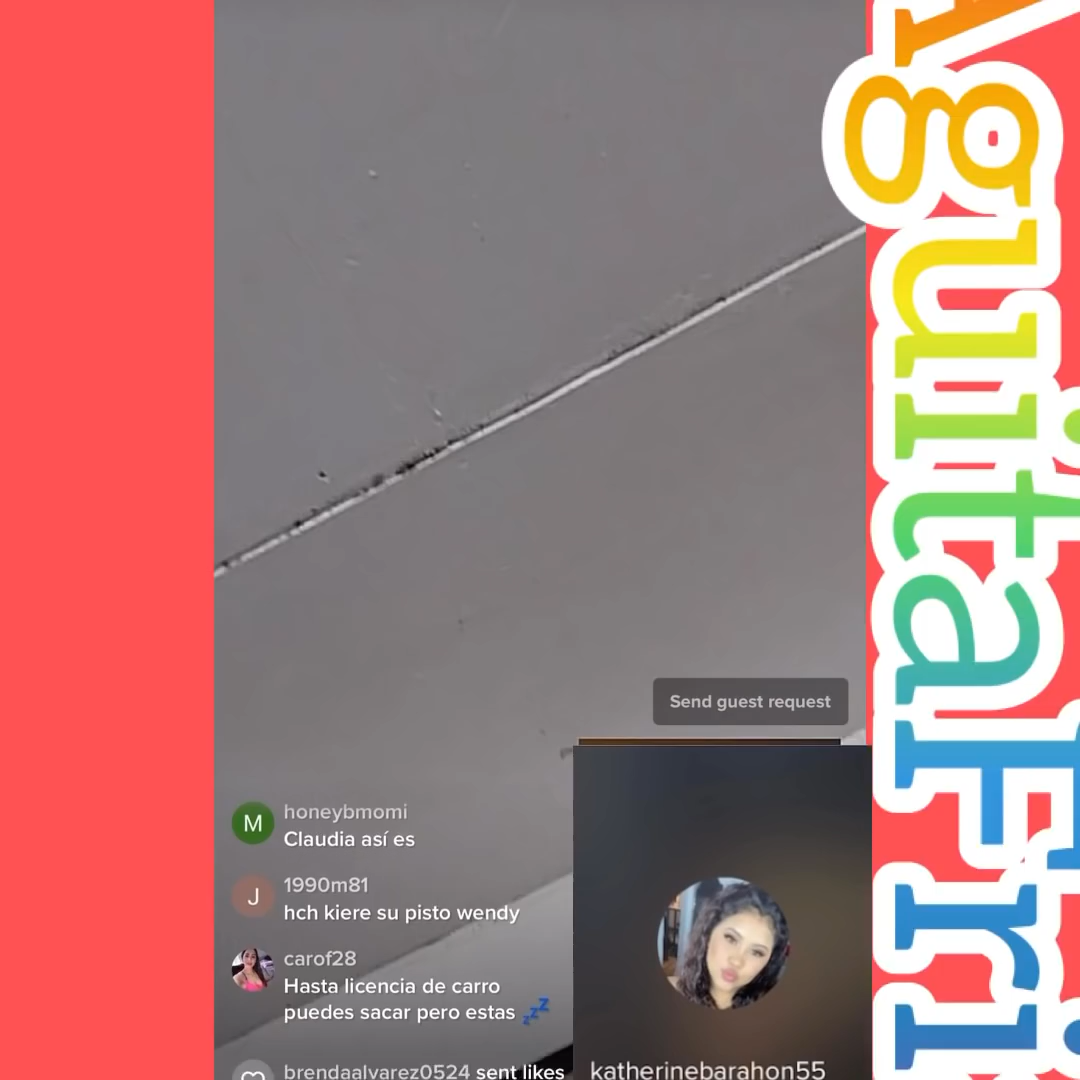 AguitaFri
Send guest request
M
honeybmomi
Claudia así es
J
1990m81
hch kiere su pisto wendy
carof28
Hasta licencia de carro
puedes sacar pero estas 💤
brendaalvarez0524 sent likes
katherinebarahon55